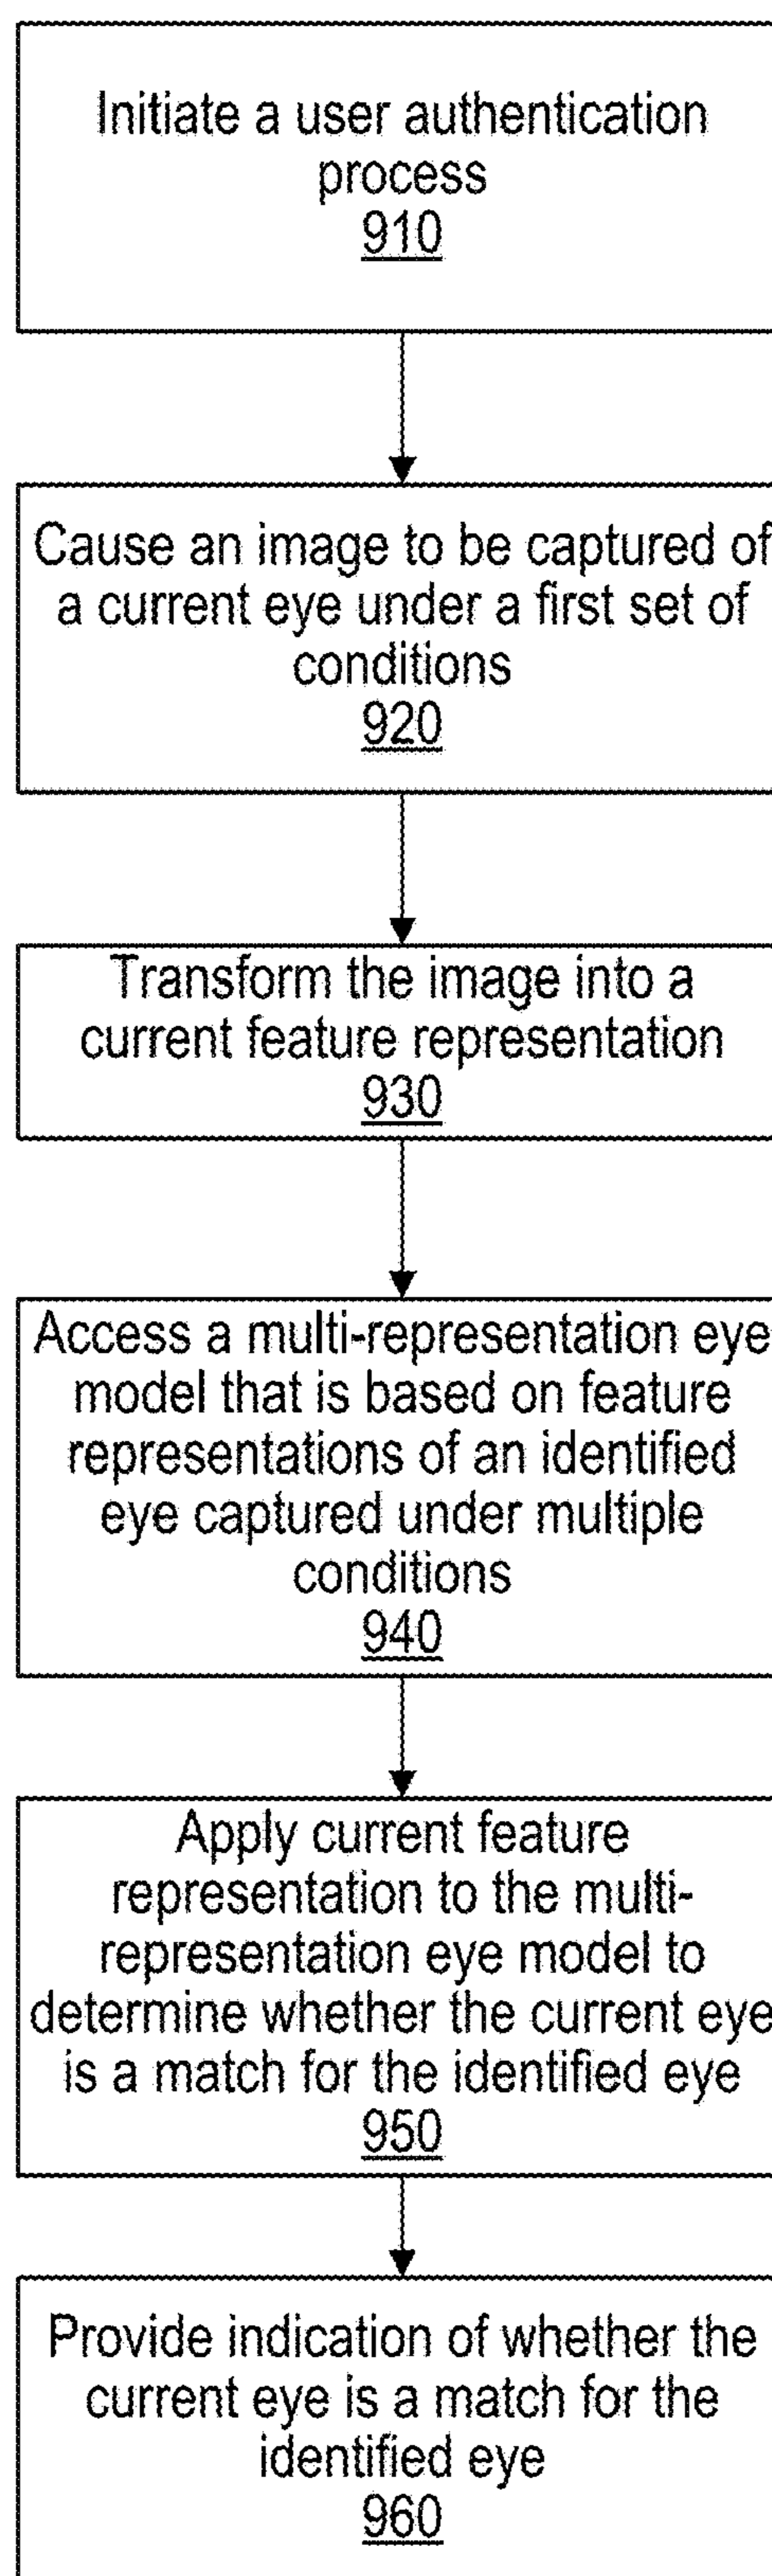 Initiate a user authentication
process
910
Cause an image to be captured of
a current eye under a first set of
conditions
920
Transform the image into a
current feature representation
930
Access a multi-representation eye
model that is based on feature
representations of an identified
eye captured under multiple
conditions
940
Apply current feature
representation to the multi-
representation eye model to
determine whether the current eye
is a match for the identified eye
950
Provide indication of whether the
current eye is a match for the
identified eye
960